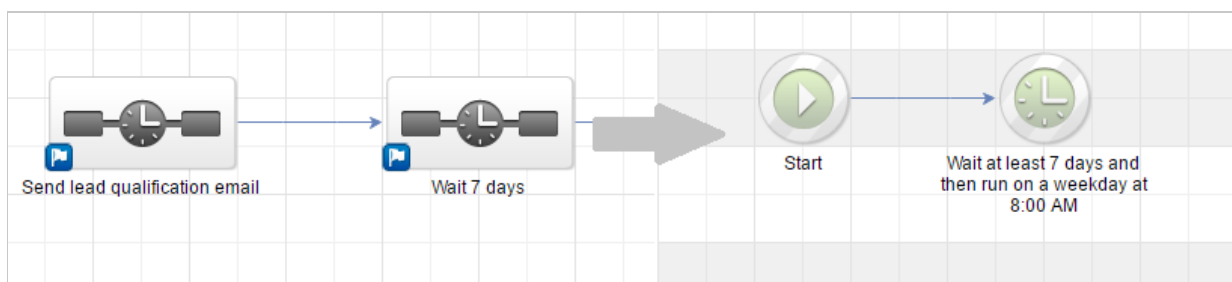 Send lead qualification email
Wait 7 days
Start
Wait at least 7 days and
then run on a weekday at
8:00 AM